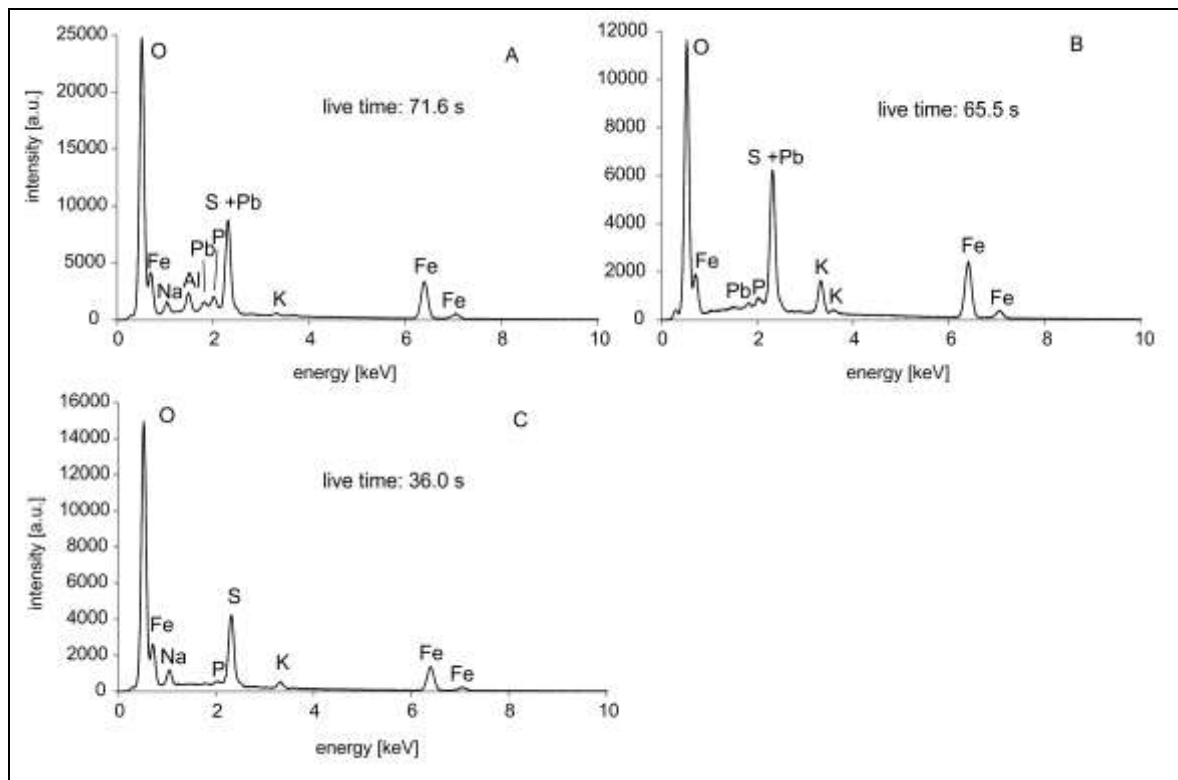 A
live time: 71.6 s
intensity [a.u.]
25000
20000
15000
10000
5000
0
O
Fe
Na
Al
Pb
P
S +Pb
K
Fe
Fe
0 2 4 6 8 10
energy [keV]
B
live time: 65.5 s
12000
10000
8000
6000
4000
2000
0
O
Fe
Pb
P
S +Pb
K
K
Fe
Fe
0 2 4 6 8 10
energy [keV]
C
live time: 36.0 s
intensity [a.u.]
16000
14000
12000
10000
8000
6000
4000
2000
0
O
Fe
Na
P
S
K
Fe
Fe
0 2 4 6 8 10
energy [keV]